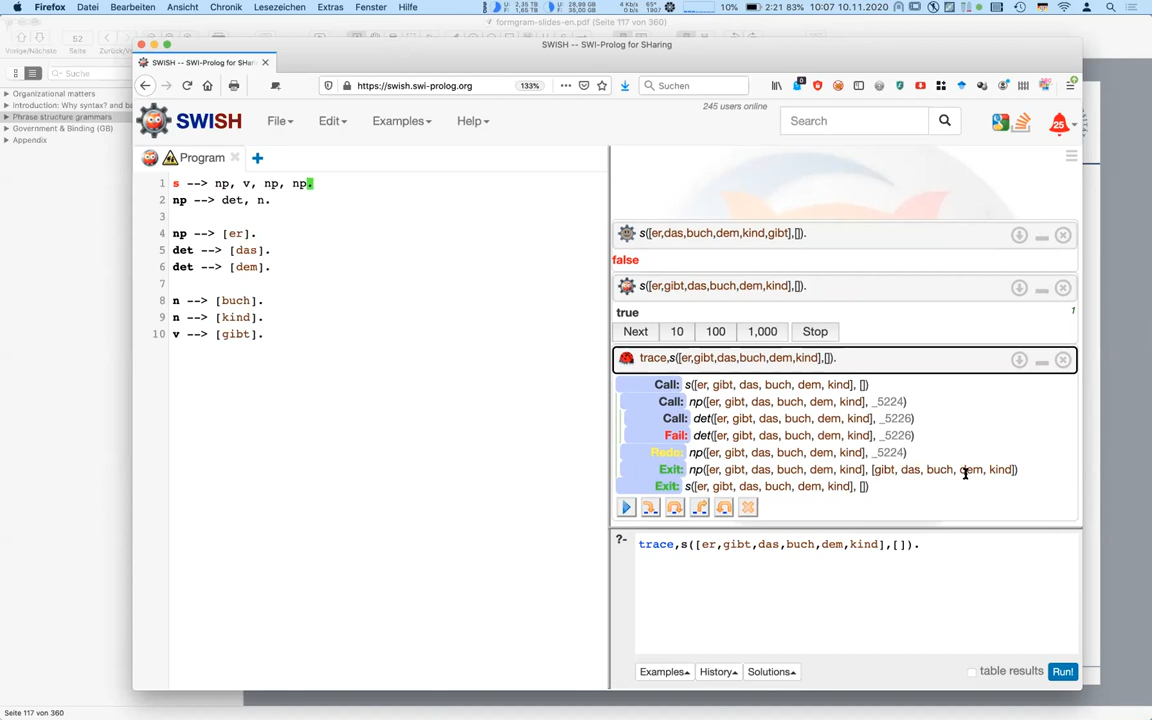 Firefox Datei Bearbeiten Ansicht Chronik Lesezeichen Extras Fenster Hilfe 10% 2:21 83% 10:07 10.11.2020
formgram-slides-en.pdf (Seite 117 von 360)
52
Vorige/Nächste
Suche
Organizational matters
Introduction: Why syntax? and ba
Phrase structure grammars
Government & Binding (GB)
Appendix
Seite 117 von 360
SWISH -- SWI-Prolog for SHaring
SWISH -- SWI-Prolog for SHari
https://swish.swi-prolog.org 133% Suchen
245 users online
SWISH File Edit Examples Help Search 25
Program
1 s --> np, v, np, np.
2 np --> det, n.
3
4 np --> [er].
5 det --> [das].
6 det --> [dem].
7
8 n --> [buch].
9 n --> [kind].
10 v --> [gibt].
s([er,das,buch,dem,kind,gibt],[]).
false
s([er,gibt,das,buch,dem,kind],[]).
true 1
Next 10 100 1,000 Stop
trace,s([er,gibt,das,buch,dem,kind],[]).
Call: s([er, gibt, das, buch, dem, kind], [])
Call: np([er, gibt, das, buch, dem, kind], _5224)
Call: det([er, gibt, das, buch, dem, kind], _5226)
Fail: det([er, gibt, das, buch, dem, kind], _5226)
Redo: np([er, gibt, das, buch, dem, kind], _5224)
Exit: np([er, gibt, das, buch, dem, kind], [gibt, das, buch, dem, kind])
Exit: s([er, gibt, das, buch, dem, kind], [])
?- trace,s([er,gibt,das,buch,dem,kind],[]).
Examples History Solutions table results Run!